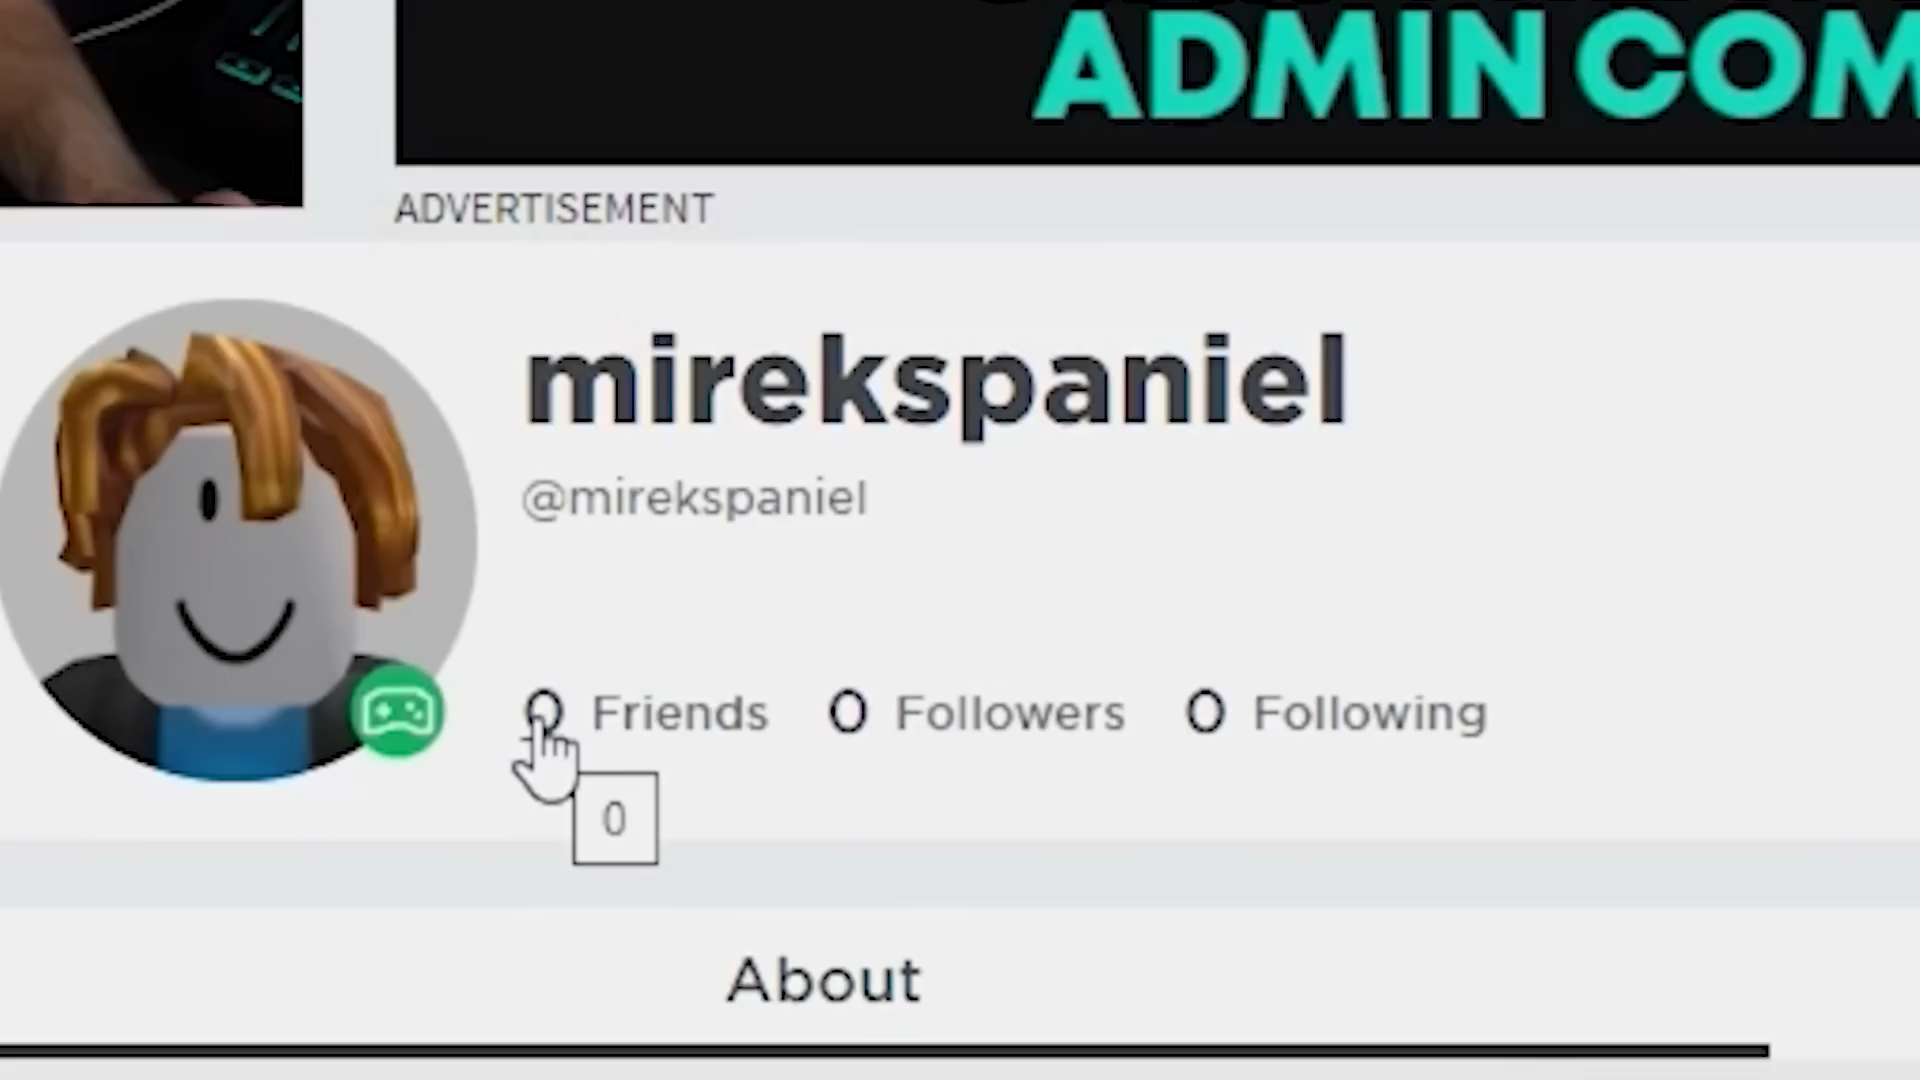 ADMIN COM
ADVERTISEMENT
mirekspaniel
@mirekspaniel
0 Friends 0 Followers 0 Following
0
About